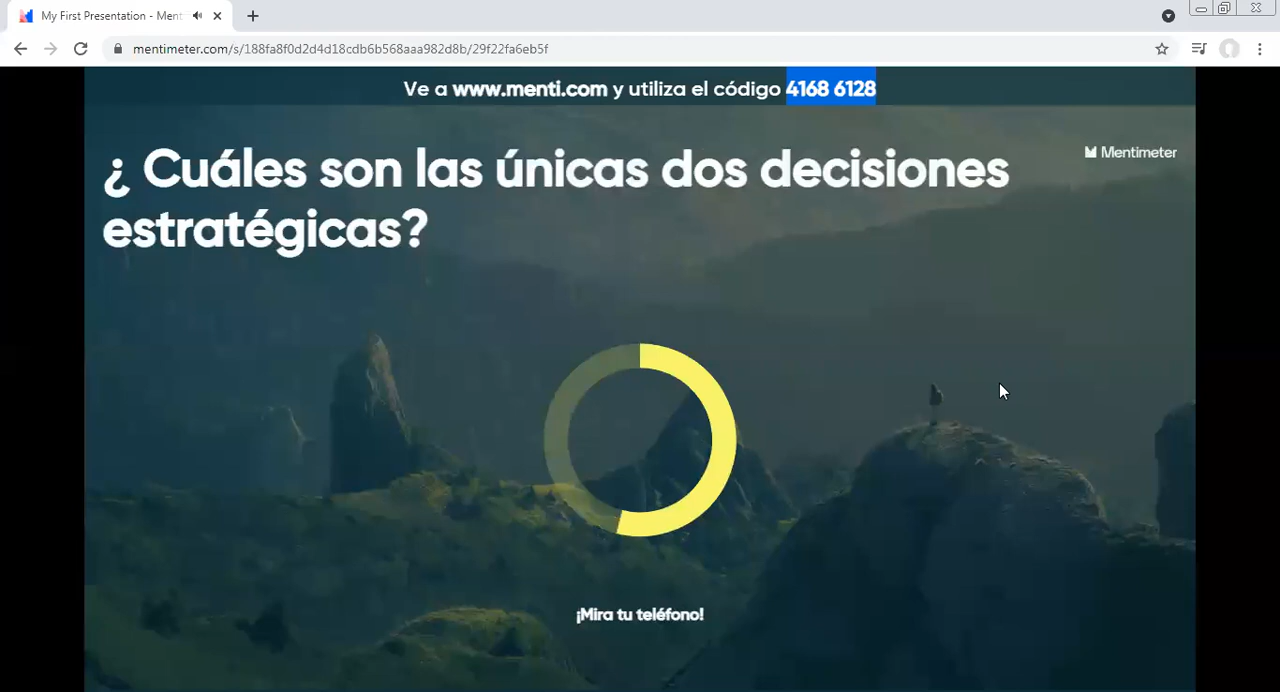 My First Presentation - Ment
mentimeter.com/s/188fa8f0d2d4d18cdb6b568aaa982d8b/29f22fa6eb5f
Ve a www.menti.com y utiliza el código 4168 6128
¿ Cuáles son las únicas dos decisiones
estratégicas?
Mentimeter
¡Mira tu teléfono!